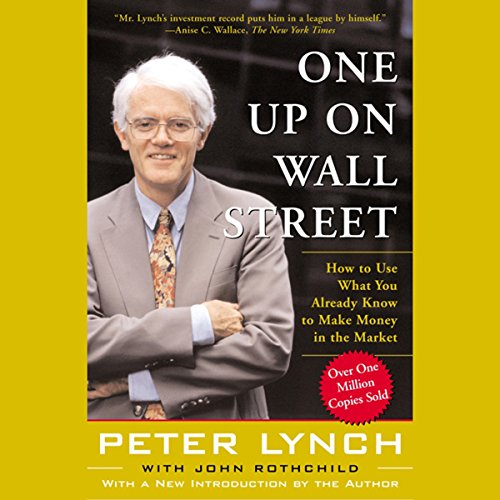 "Mr. Lynch's investment record puts him in a league by himself."
—Anise C. Wallace, The New York Times
ONE
UP ON
WALL
STREET
How to Use
What You
Already Know
to Make Money
in the Market
Over One
Million
Copies Sold
PETER LYNCH
WITH JOHN ROTHCHILD
WITH A NEW INTRODUCTION BY THE AUTHOR